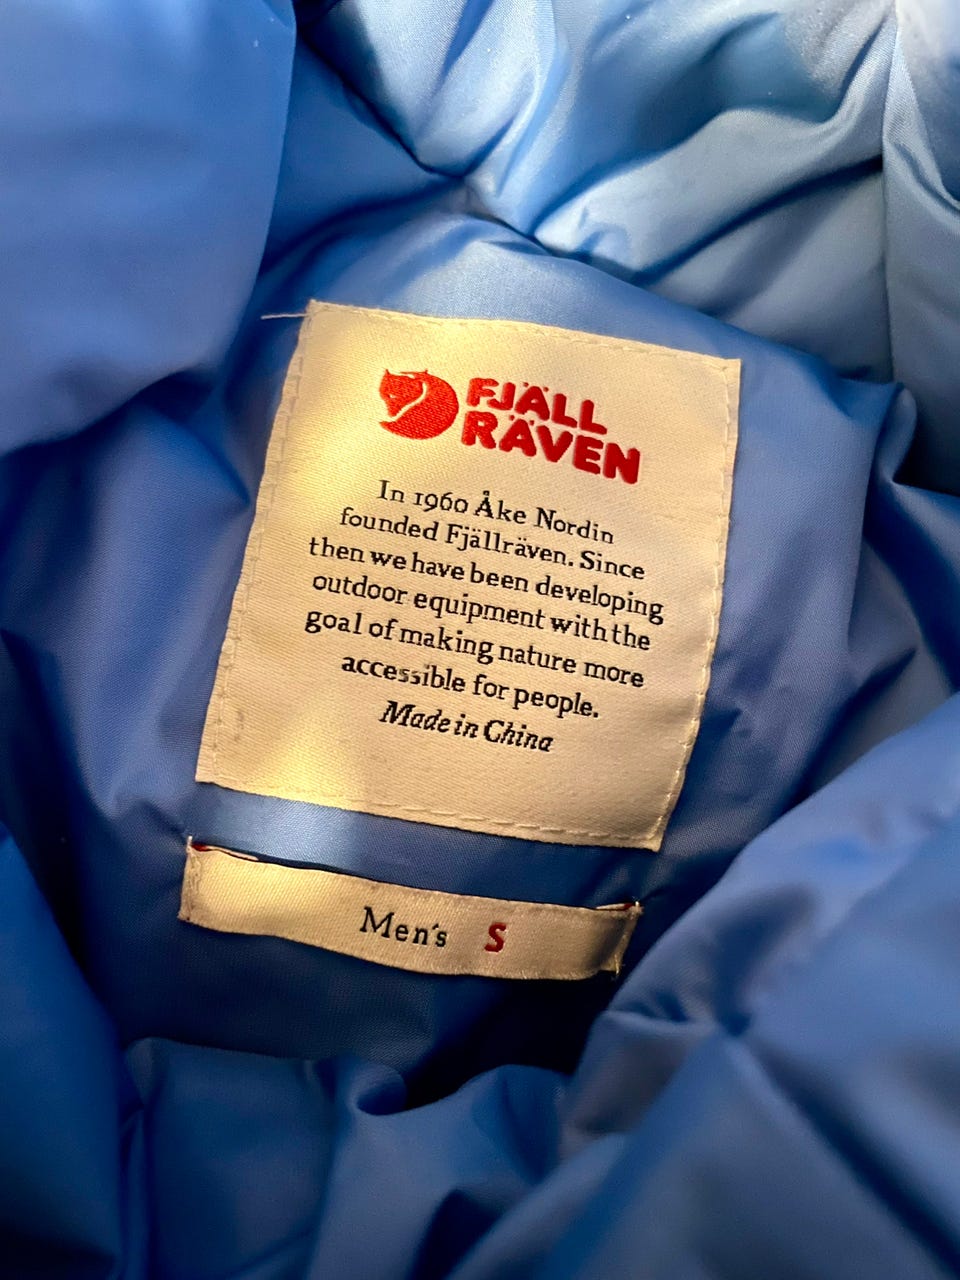 FJÄLL
RÄVEN
In 1960 Åke Nordin
founded Fjällräven. Since
then we have been developing
outdoor equipment with the
goal of making nature more
accessible for people.
Made in China
Men's S